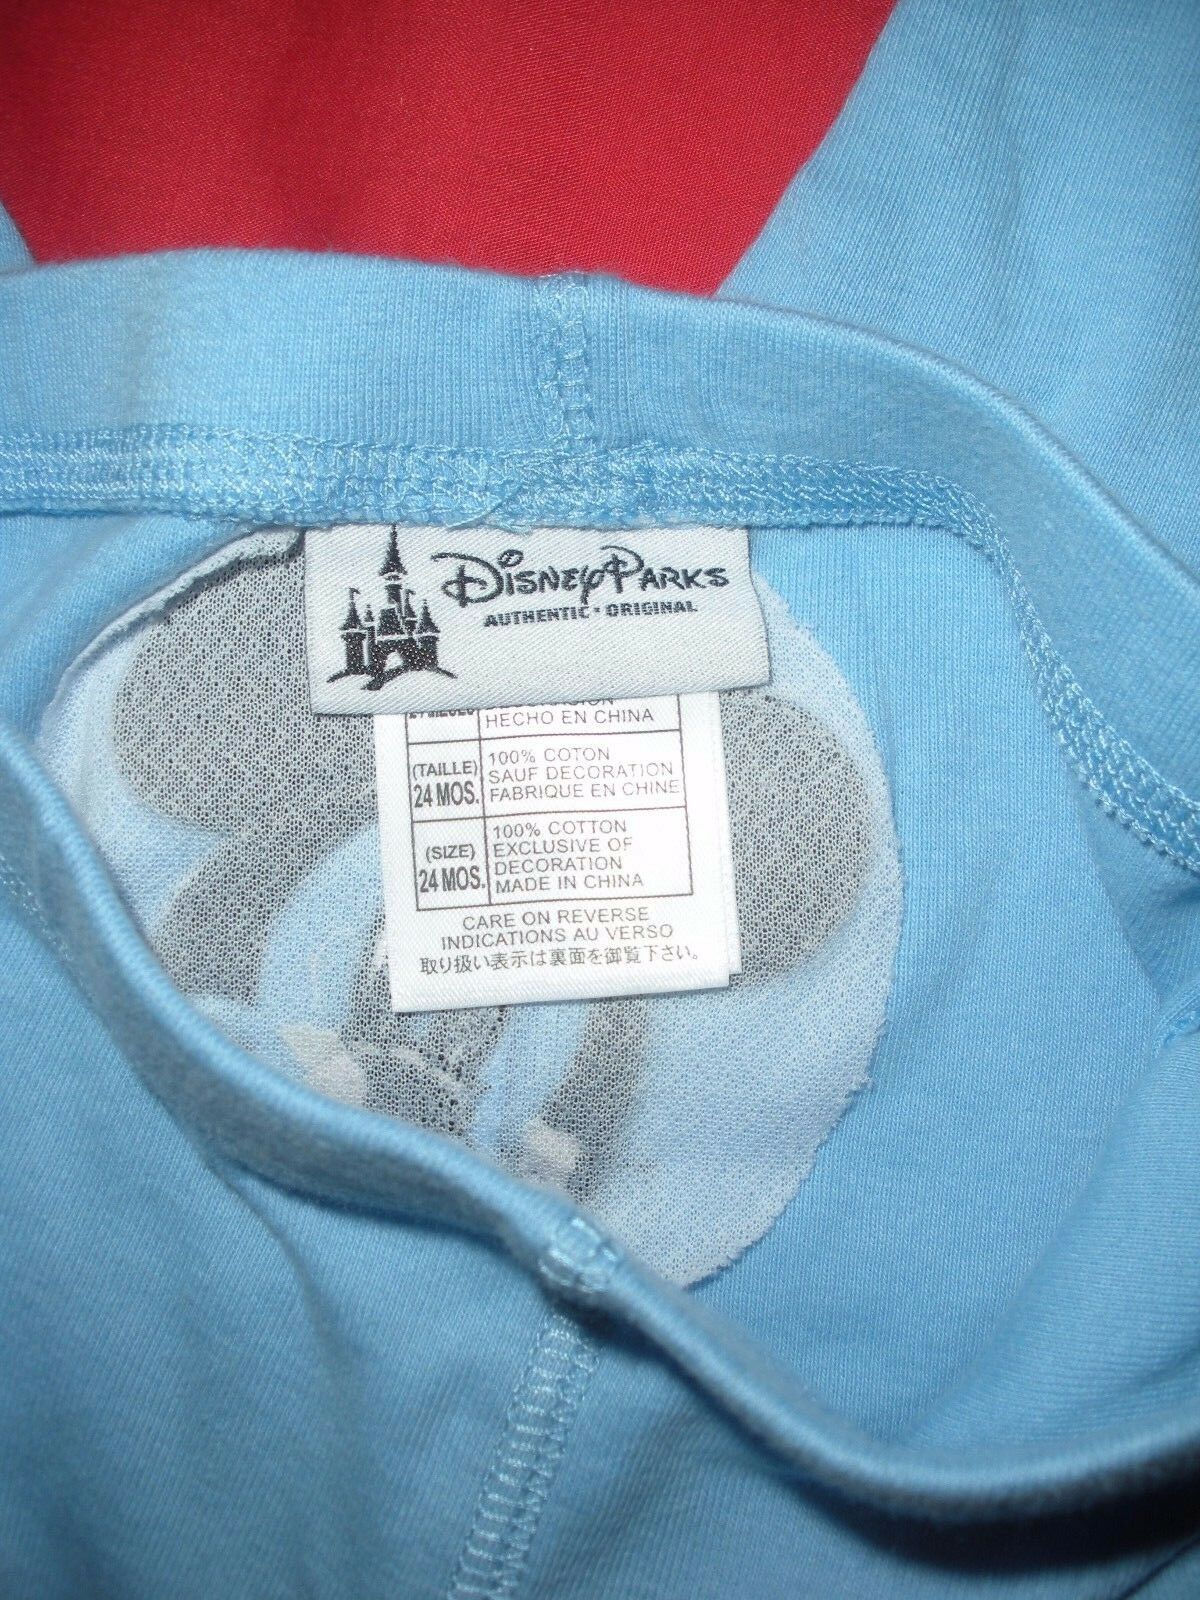 Disney Parks
AUTHENTIC • ORIGINAL
HECHO EN CHINA
(TAILLE)
24 MOS.
100% COTON
SAUF DECORATION
FABRIQUE EN CHINE
(SIZE)
24 MOS.
100% COTTON
EXCLUSIVE OF
DECORATION
MADE IN CHINA
CARE ON REVERSE
INDICATIONS AU VERSO
取り扱い表示は裏面を御覧下さい。